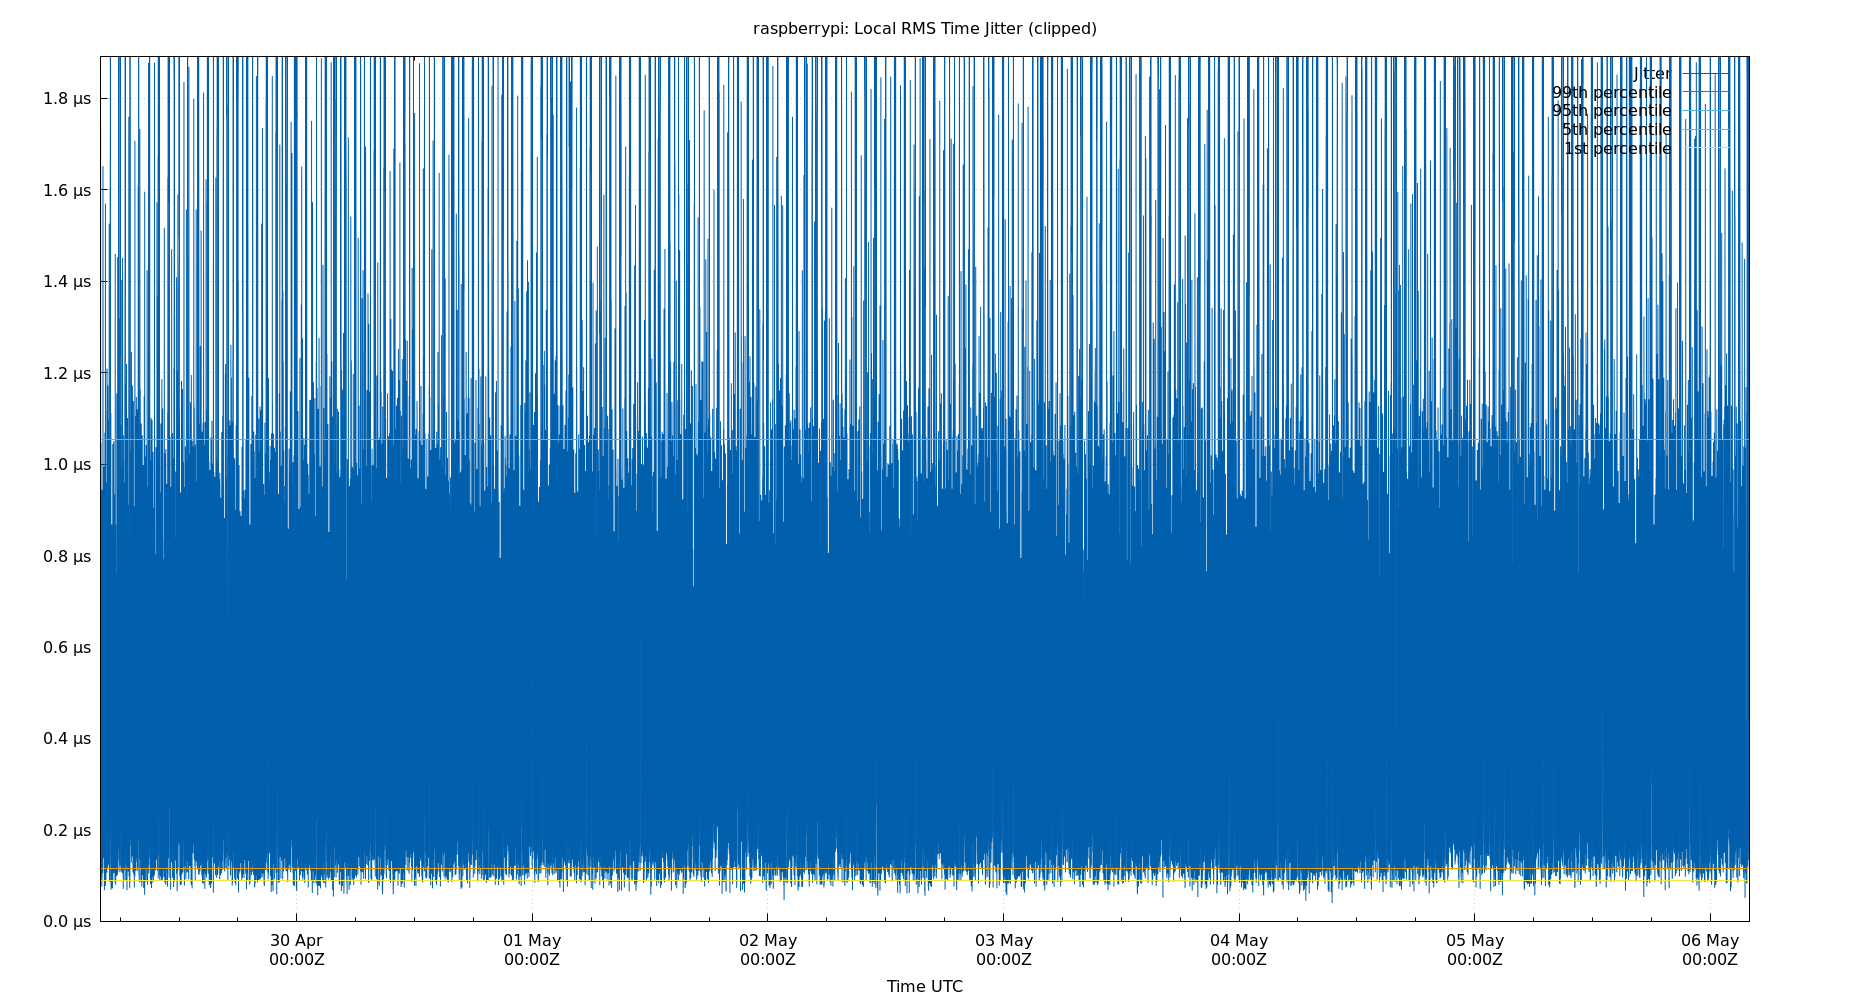 raspberrypi: Local RMS Time Jitter (clipped)
Jitter
99th percentile
95th percentile
5th percentile
1st percentile
1.8 μs
1.6 μs
1.4 μs
1.2 μs
1.0 μs
0.8 μs
0.6 μs
0.4 μs
0.2 μs
0.0 μs
30 Apr 01 May 02 May 03 May 04 May 05 May 06 May
00:00Z 00:00Z 00:00Z 00:00Z 00:00Z 00:00Z 00:00Z
Time UTC